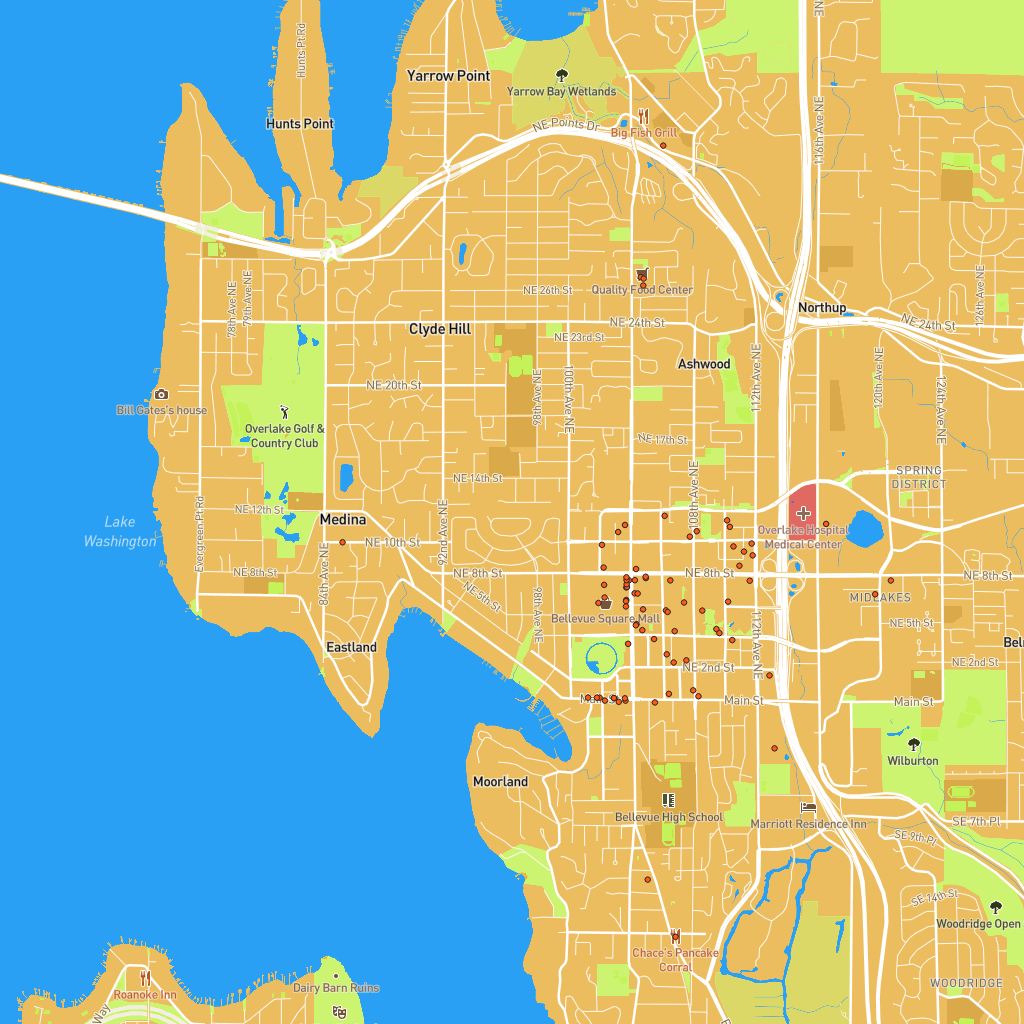 Hunts Pt Rd
NE
Yarrow Point
Yarrow Bay Wetlands
Hunts Point
NE Points Dr
Big Fish Grill
116th Ave NE
78th Ave NE
79th Ave NE
NE 26th St
Quality Food Center
126th Ave NE
Northup
NE 24th St
NE 24th St
Clyde Hill
NE 23rd St
Ashwood
112th Ave NE
120th Ave NE
124th Ave NE
NE 20th St
98th Ave NE
100th Ave NE
Bill Gates's house
Overlake Golf &
Country Club
NE 17th St
NE 14th St
108th Ave NE
SPRING
DISTRICT
Evergreen Pt Rd
NE 12th St
Medina
Lake
Washington
92nd Ave NE
NE 10th St
Overlake Hospital
Medical Center
NE 8th St
84th Ave NE
NE 8th St
NE 8th St
NE 8th St
NE 5th St
98th Ave NE
MIDLAKES
Bellevue Square Mall
112th Ave NE
NE 5th St
Eastland
NE 2nd St
NE 2nd St
Main St
Main St
Main St
Wilburton
Moorland
Bellevue High School
Marriott Residence Inn
SE 7th Pl
SE 9th Pl
SE 14th St
Woodridge Open
Chace's Pancake
Corral
Roanoke Inn
Dairy Barn Ruins
WOODRIDGE
Way